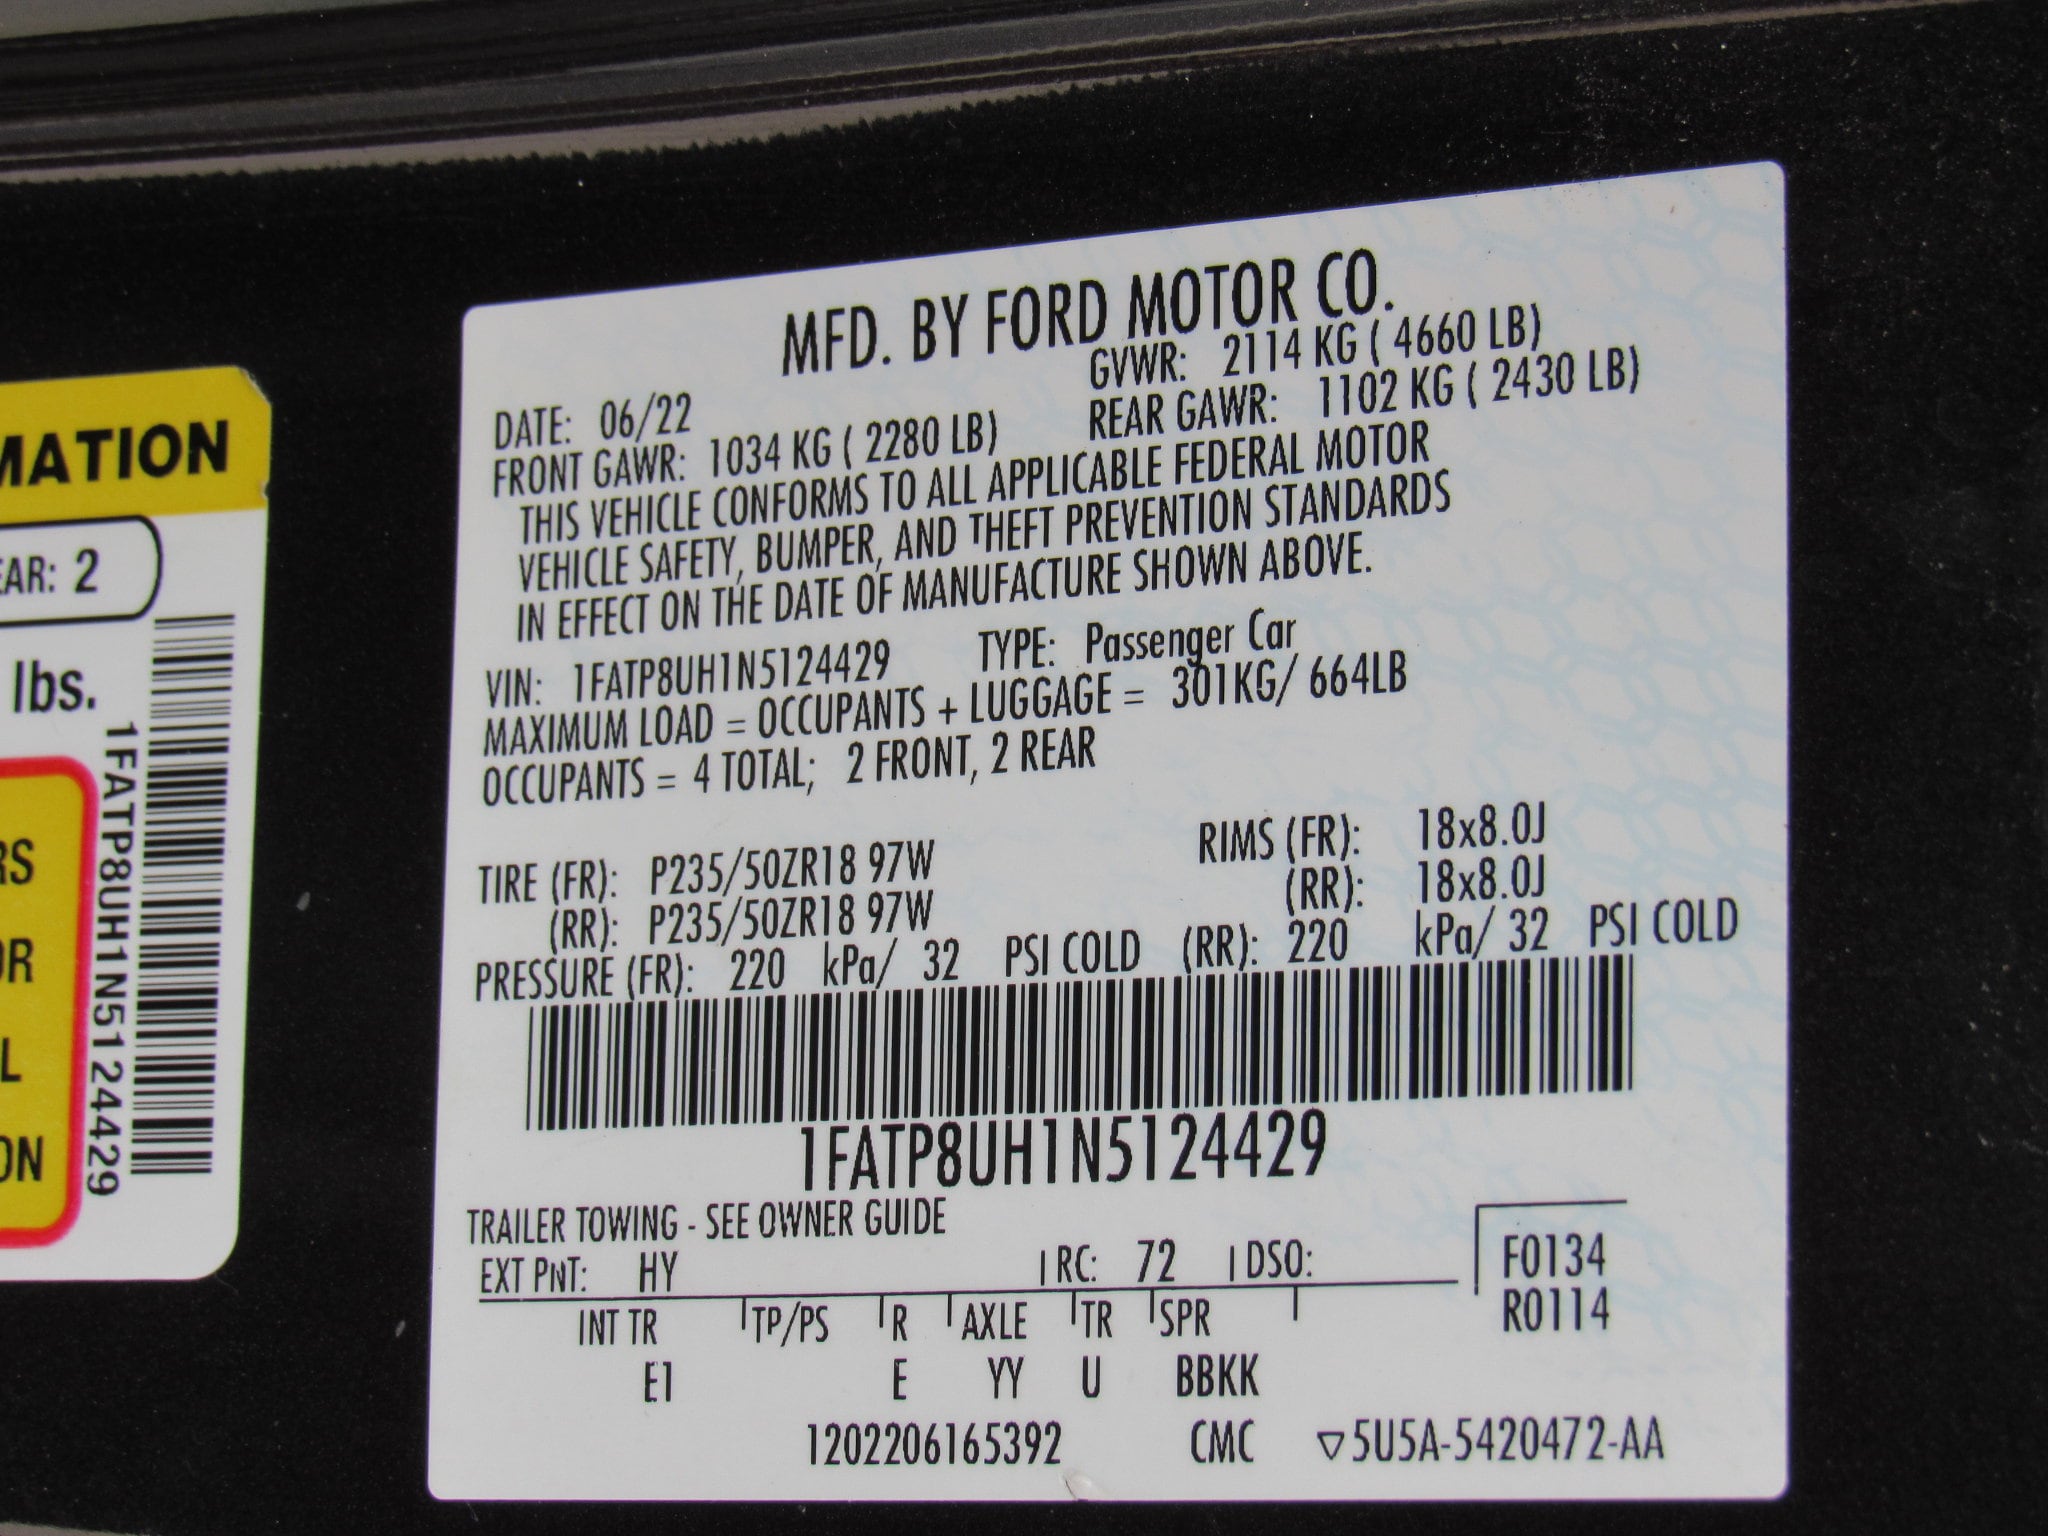 MATION
EAR: 2
lbs.
1FATP8UH1N5124429
RS
OR
L
ON
MFD. BY FORD MOTOR CO.
DATE: 06/22 GVWR: 2114 KG ( 4660 LB)
FRONT GAWR: 1034 KG ( 2280 LB) REAR GAWR: 1102 KG ( 2430 LB)
THIS VEHICLE CONFORMS TO ALL APPLICABLE FEDERAL MOTOR
VEHICLE SAFETY, BUMPER, AND THEFT PREVENTION STANDARDS
IN EFFECT ON THE DATE OF MANUFACTURE SHOWN ABOVE.
VIN: 1FATP8UH1N5124429 TYPE: Passenger Car
MAXIMUM LOAD = OCCUPANTS + LUGGAGE = 301KG/ 664LB
OCCUPANTS = 4 TOTAL; 2 FRONT, 2 REAR
TIRE (FR): P235/50ZR18 97W RIMS (FR): 18x8.0J
(RR): P235/50ZR18 97W (RR): 18x8.0J
PRESSURE (FR): 220 kPa/ 32 PSI COLD (RR): 220 kPa/ 32 PSI COLD
1FATP8UH1N5124429
TRAILER TOWING - SEE OWNER GUIDE
EXT PNT: HY RC: 72 DSO: F0134
INT TR TP/PS R AXLE TR SPR R0114
E1 E YY U BBKK
1202206165392 CMC ▽5U5A-5420472-AA